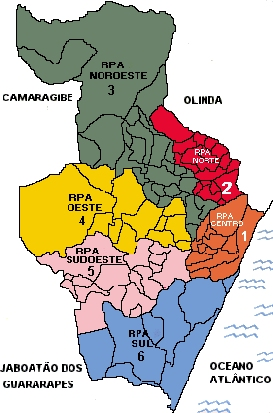 RPA
NOROESTE
3
CAMARAGIBE
OLINDA
RPA
NORTE
2
RPA
OESTE
4
RPA
CENTRO
1
RPA
SUDOESTE
5
RPA
SUL
6
JABOATÃO DOS
GUARARAPES
OCEANO
ATLÂNTICO